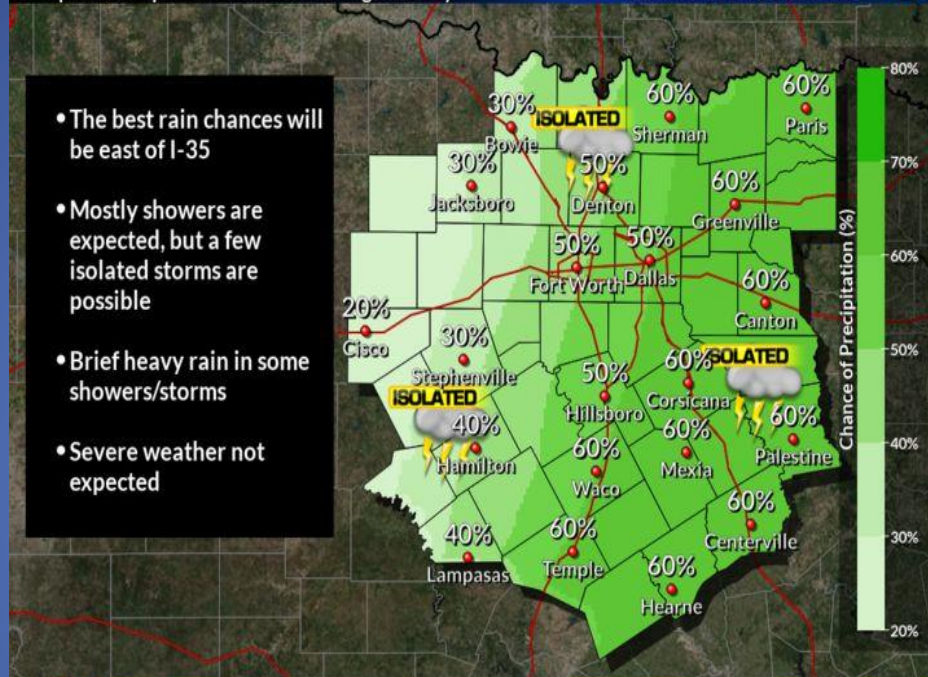 • The best rain chances will
be east of I-35
• Mostly showers are
expected, but a few
isolated storms are
possible
• Brief heavy rain in some
showers/storms
• Severe weather not
expected
30%
Bowie
ISOLATED
60%
Sherman
60%
Paris
30%
Jacksboro
50%
Denton
60%
Greenville
50%
Fort Worth
50%
Dallas
60%
Canton
20%
Cisco
30%
Stephenville
ISOLATED
40%
Hamilton
50%
Hillsboro
60%
Corsicana
ISOLATED
60%
Palestine
60%
Waco
60%
Mexia
40%
Lampasas
60%
Temple
60%
Centerville
60%
Hearne
Chance of Precipitation (%)
80%
70%
60%
50%
40%
30%
20%